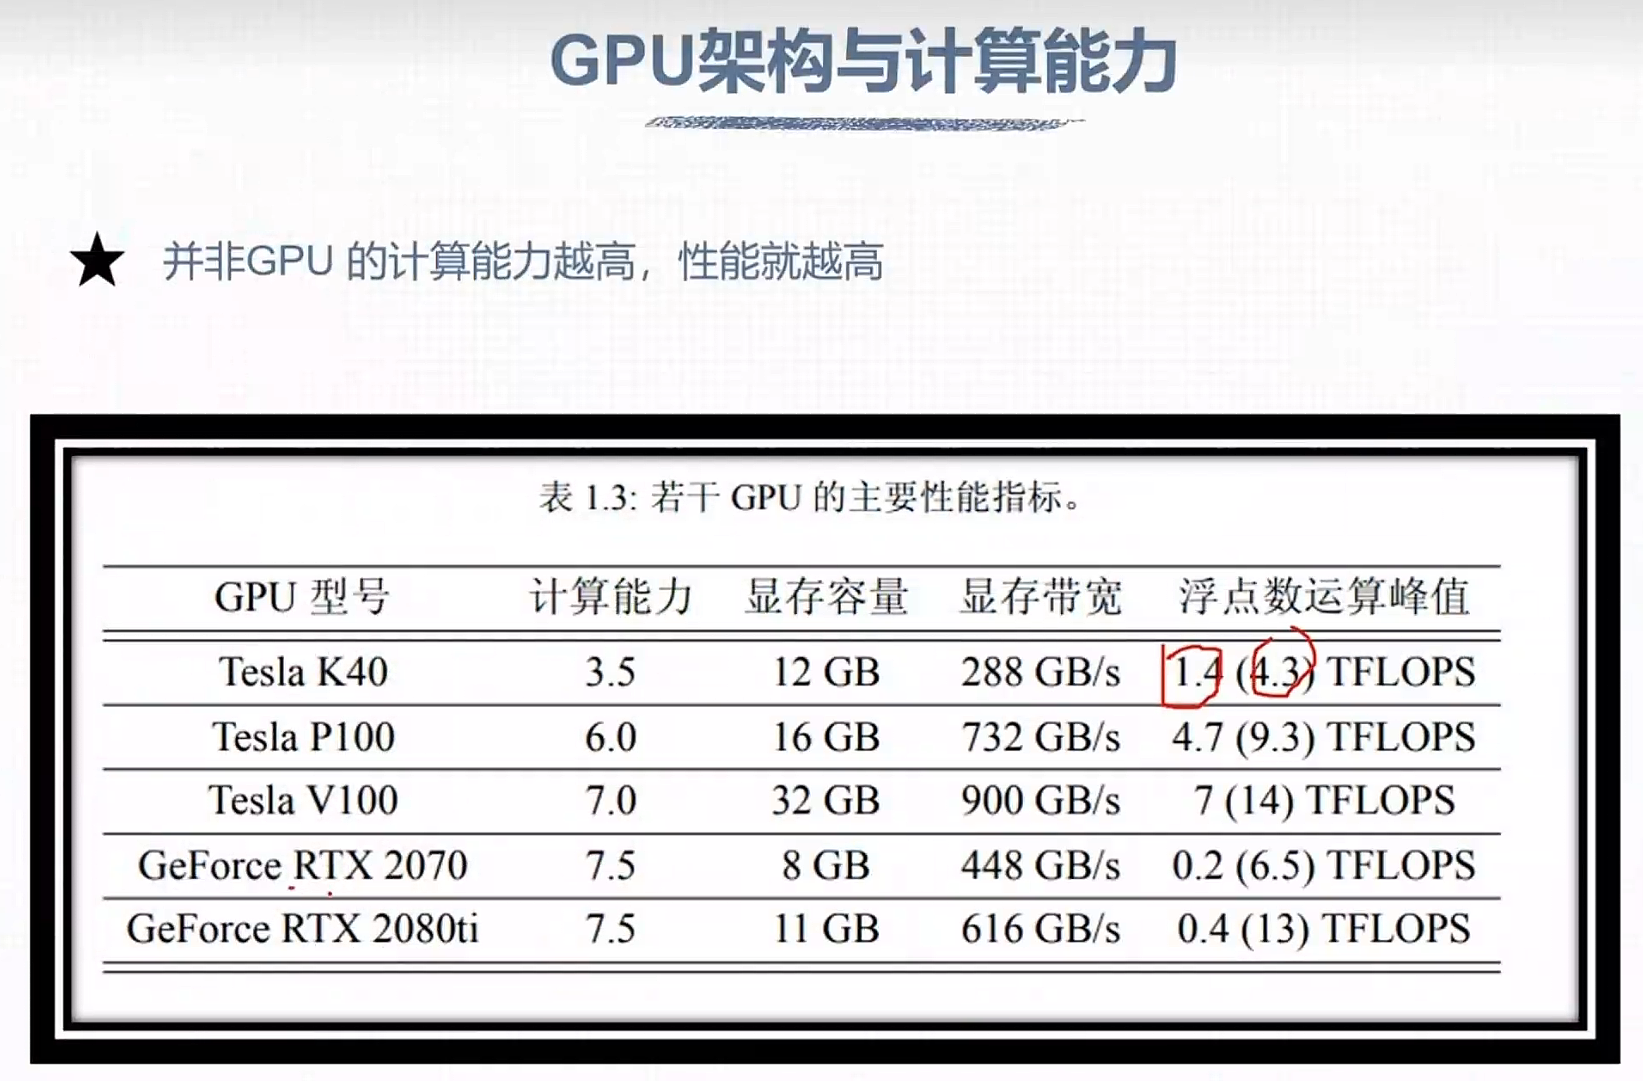 GPU架构与计算能力
★ 并非GPU 的计算能力越高，性能就越高
表 1.3: 若干 GPU 的主要性能指标。
GPU 型号 计算能力 显存容量 显存带宽 浮点数运算峰值
Tesla K40 3.5 12 GB 288 GB/s 1.4 (4.3) TFLOPS
Tesla P100 6.0 16 GB 732 GB/s 4.7 (9.3) TFLOPS
Tesla V100 7.0 32 GB 900 GB/s 7 (14) TFLOPS
GeForce RTX 2070 7.5 8 GB 448 GB/s 0.2 (6.5) TFLOPS
GeForce RTX 2080ti 7.5 11 GB 616 GB/s 0.4 (13) TFLOPS